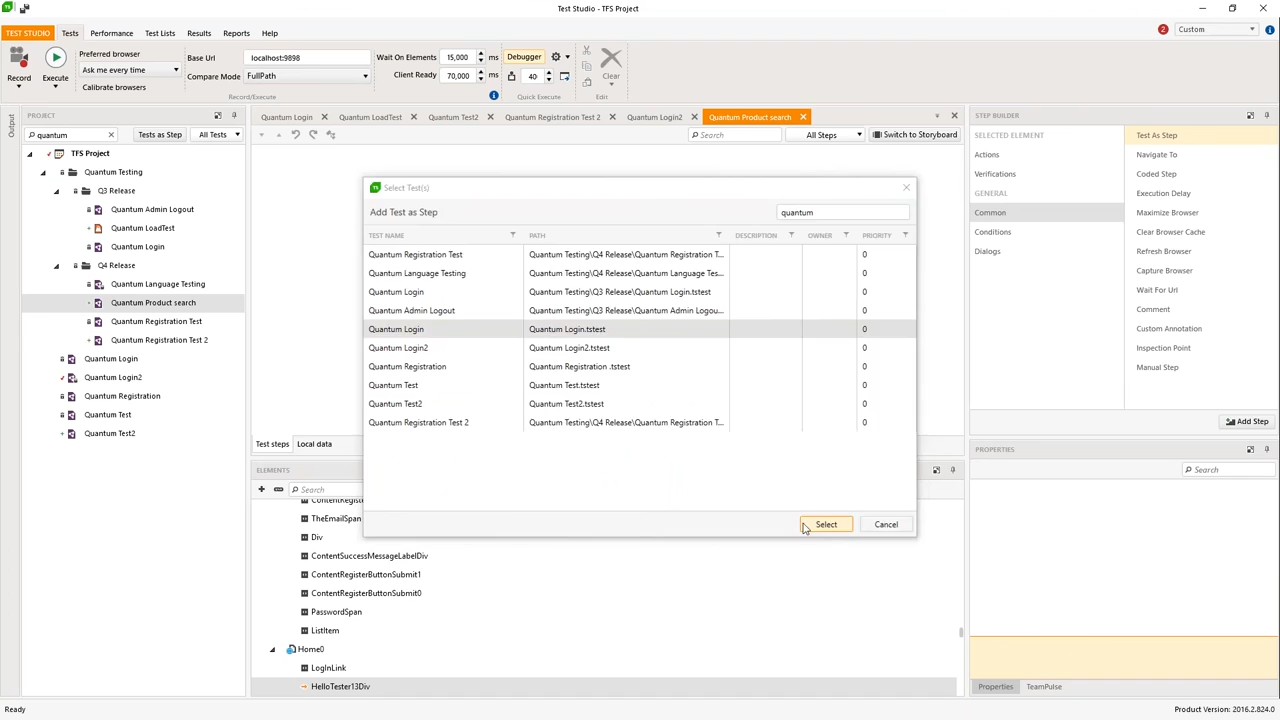 Test Studio - TFS Project
TEST STUDIO
Tests
Performance
Test Lists
Results
Reports
Help
2
Custom
Record
Execute
Preferred browser
Ask me every time
Calibrate browsers
Base Url
localhost:9898
Compare Mode
FullPath
Record/Execute
Wait On Elements
15,000
ms
Client Ready
70,000
ms
Debugger
40
Quick Execute
Clear
Edit
Output
PROJECT
quantum
Tests as Step
All Tests
TFS Project
Quantum Testing
Q3 Release
Quantum Admin Logout
Quantum LoadTest
Quantum Login
Q4 Release
Quantum Language Testing
Quantum Product search
Quantum Registration Test
Quantum Registration Test 2
Quantum Login
Quantum Login2
Quantum Registration
Quantum Test
Quantum Test2
Quantum Login
Quantum LoadTest
Quantum Test2
Quantum Registration Test 2
Quantum Login2
Quantum Product search
Search
All Steps
Switch to Storyboard
TS
Select Test(s)
Add Test as Step
quantum
TEST NAME
PATH
DESCRIPTION
OWNER
PRIORITY
Quantum Registration Test
Quantum Testing\Q4 Release\Quantum Registration T...
0
Quantum Language Testing
Quantum Testing\Q4 Release\Quantum Language Tes...
0
Quantum Login
Quantum Testing\Q3 Release\Quantum Login.tstest
0
Quantum Admin Logout
Quantum Testing\Q3 Release\Quantum Admin Logou...
0
Quantum Login
Quantum Login.tstest
0
Quantum Login2
Quantum Login2.tstest
0
Quantum Registration
Quantum Registration .tstest
0
Quantum Test
Quantum Test.tstest
0
Quantum Test2
Quantum Test2.tstest
0
Quantum Registration Test 2
Quantum Testing\Q4 Release\Quantum Registration T...
0
Select
Cancel
Test steps
Local data
ELEMENTS
Search
TheEmailSpan
Div
ContentSuccessMessageLabelDiv
ContentRegisterButtonSubmit1
ContentRegisterButtonSubmit0
PasswordSpan
ListItem
Home0
LogInLink
HelloTester13Div
STEP BUILDER
SELECTED ELEMENT
Actions
Verifications
GENERAL
Common
Conditions
Dialogs
Test As Step
Navigate To
Coded Step
Execution Delay
Maximize Browser
Clear Browser Cache
Refresh Browser
Capture Browser
Wait For Url
Comment
Custom Annotation
Inspection Point
Manual Step
Add Step
PROPERTIES
Search
Properties
TeamPulse
Ready
Product Version: 2016.2.824.0